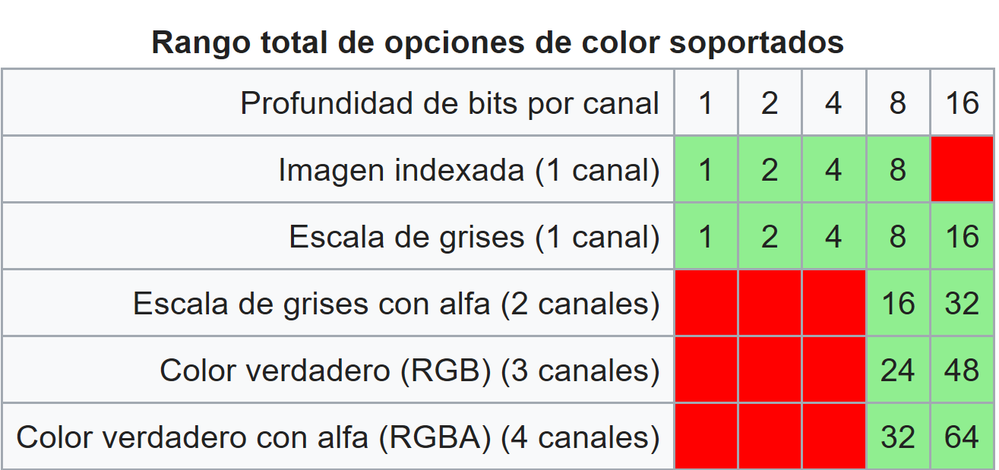 Rango total de opciones de color soportados
Profundidad de bits por canal 1 2 4 8 16
Imagen indexada (1 canal) 1 2 4 8
Escala de grises (1 canal) 1 2 4 8 16
Escala de grises con alfa (2 canales) 16 32
Color verdadero (RGB) (3 canales) 24 48
Color verdadero con alfa (RGBA) (4 canales) 32 64